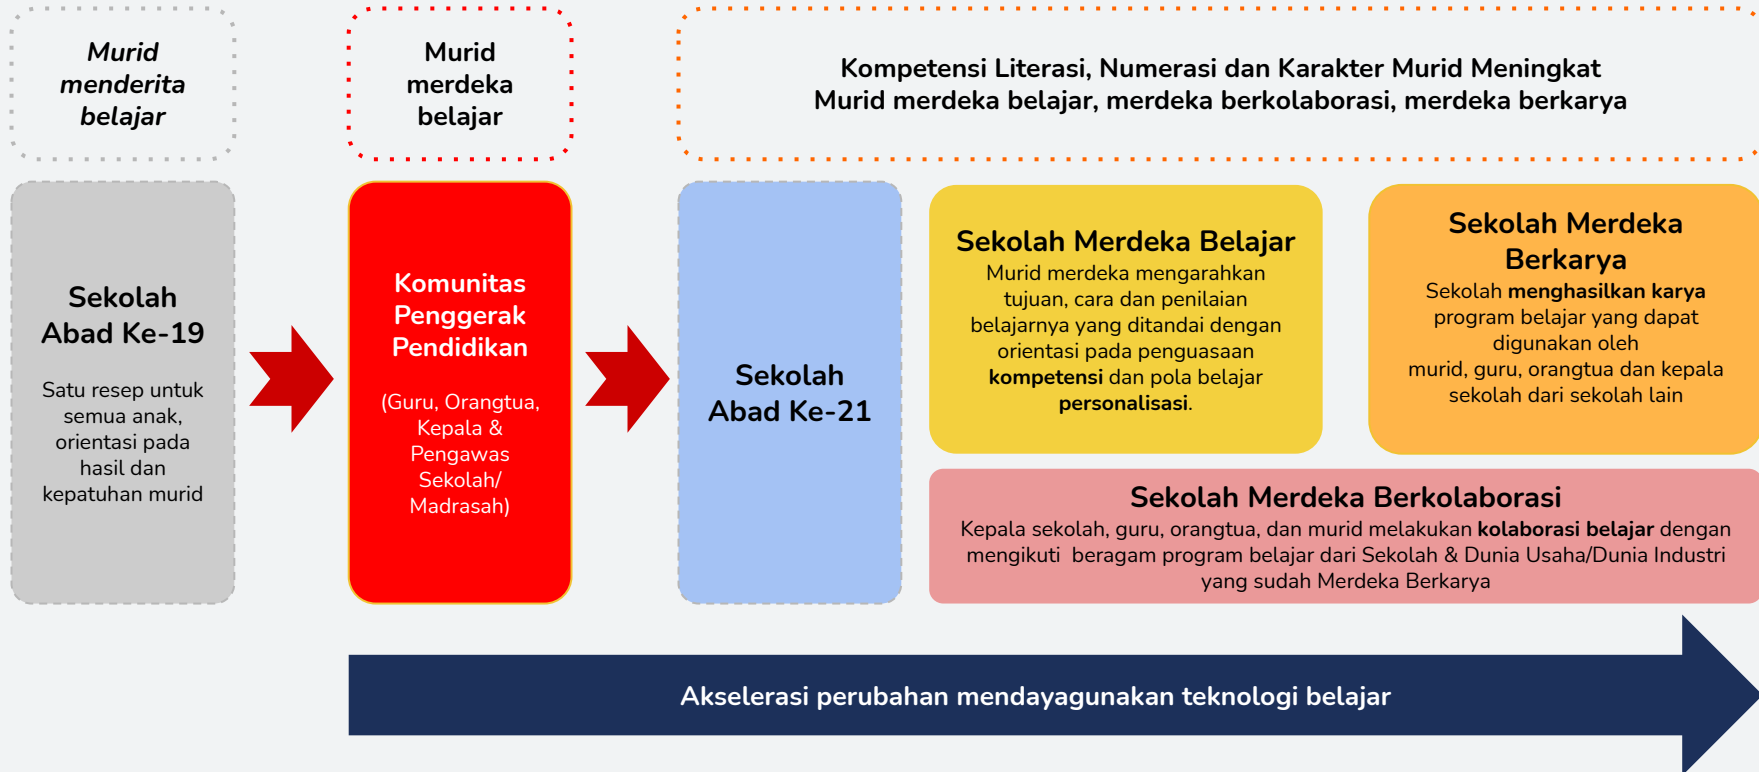 Murid
menderita
belajar
Murid
merdeka
belajar
Kompetensi Literasi, Numerasi dan Karakter Murid Meningkat
Murid merdeka belajar, merdeka berkolaborasi, merdeka berkarya
Sekolah
Abad Ke-19
Satu resep untuk
semua anak,
orientasi pada
hasil dan
kepatuhan murid
Komunitas
Penggerak
Pendidikan
(Guru, Orangtua,
Kepala &
Pengawas
Sekolah/
Madrasah)
Sekolah
Abad Ke-21
Sekolah Merdeka Belajar
Murid merdeka mengarahkan
tujuan, cara dan penilaian
belajarnya yang ditandai dengan
orientasi pada penguasaan
kompetensi dan pola belajar
personalisasi.
Sekolah Merdeka
Berkarya
Sekolah menghasilkan karya
program belajar yang dapat
digunakan oleh
murid, guru, orangtua dan kepala
sekolah dari sekolah lain
Sekolah Merdeka Berkolaborasi
Kepala sekolah, guru, orangtua, dan murid melakukan kolaborasi belajar dengan
mengikuti beragam program belajar dari Sekolah & Dunia Usaha/Dunia Industri
yang sudah Merdeka Berkarya
Akselerasi perubahan mendayagunakan teknologi belajar